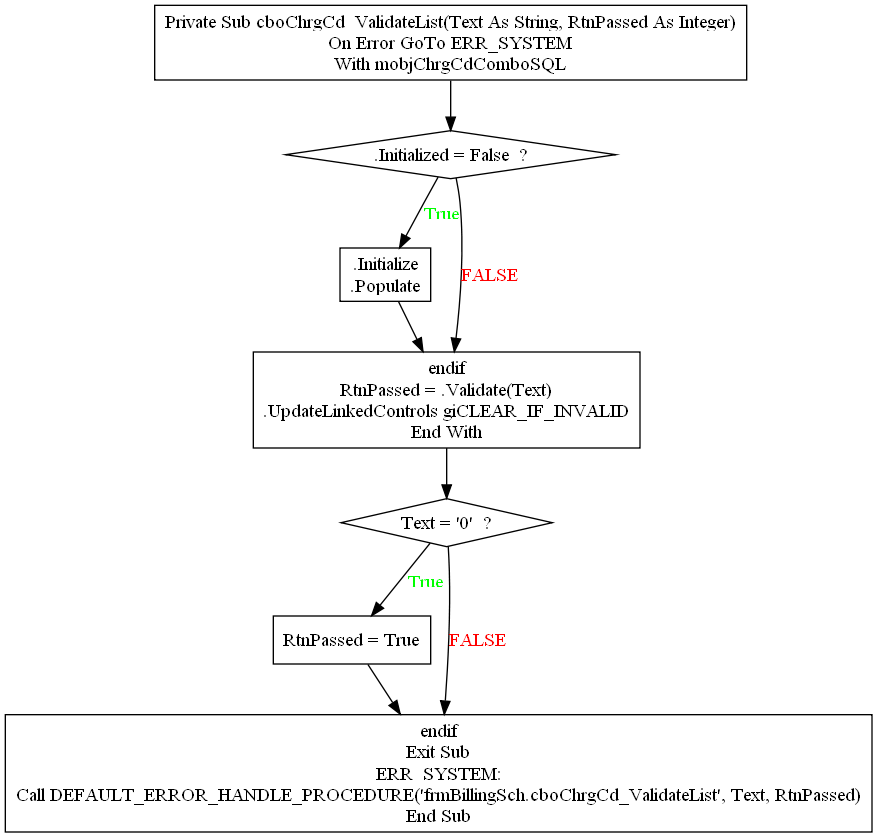 Private Sub cboChrgCd_ValidateList(Text As String, RtnPassed As Integer)
On Error GoTo ERR_SYSTEM
With mobjChrgCdComboSQL
.Initialized = False  ?
True
.Initialize
.Populate
FALSE
endif
RtnPassed = .Validate(Text)
.UpdateLinkedControls giCLEAR_IF_INVALID
End With
Text = '0'  ?
True
RtnPassed = True
FALSE
endif
Exit Sub
ERR_SYSTEM:
Call DEFAULT_ERROR_HANDLE_PROCEDURE('frmBillingSch.cboChrgCd_ValidateList', Text, RtnPassed)
End Sub